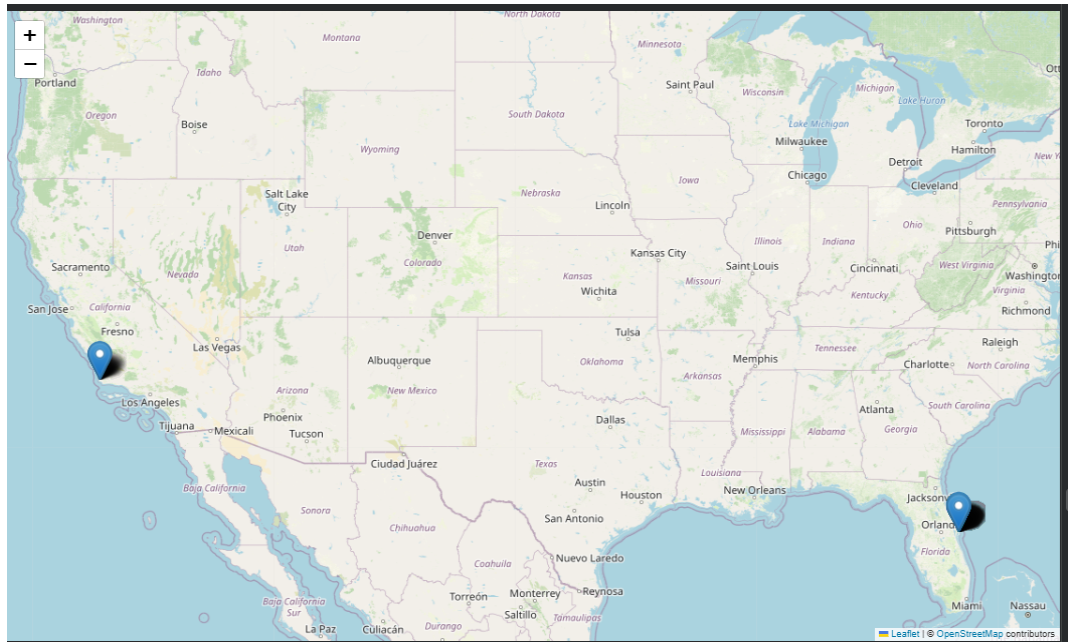 +
−
Washington
North Dakota
Montana
Minnesota
Portland
Idaho
Saint Paul
Ott
Oregon
Wisconsin
Michigan
Lake Huron
Boise
South Dakota
Lake Michigan
Toronto
Wyoming
Milwaukee
Hamilton
New Y
Detroit
Chicago
Iowa
Cleveland
Salt Lake
City
Nebraska
Lincoln
Pennsylvania
Denver
Ohio
Pittsburgh
Utah
Illinois
Indiana
Phi
Sacramento
Colorado
Kansas City
Saint Louis
Cincinnati
West Virginia
Nevada
Kansas
Missouri
Washington
Wichita
Kentucky
Virginia
San Jose
California
Richmond
Fresno
Tulsa
Las Vegas
Tennessee
Raleigh
Albuquerque
Oklahoma
Memphis
Charlotte
North Carolina
Arizona
New Mexico
Arkansas
Los Angeles
Phoenix
Atlanta
South Carolina
Tijuana
Mexicali
Tucson
Dallas
Mississippi
Alabama
Georgia
Ciudad Juárez
Texas
Louisiana
Baja California
Austin
Houston
New Orleans
Jacksonv
Sonora
San Antonio
Orland
Chihuahua
Florida
Coahuila
Nuevo Laredo
Torreón
Monterrey
Reynosa
Baja California
Sur
Saltillo
Tamaulipas
Miami
Nassau
La Paz
Culiacán
Durango
Leaflet | © OpenStreetMap contributors